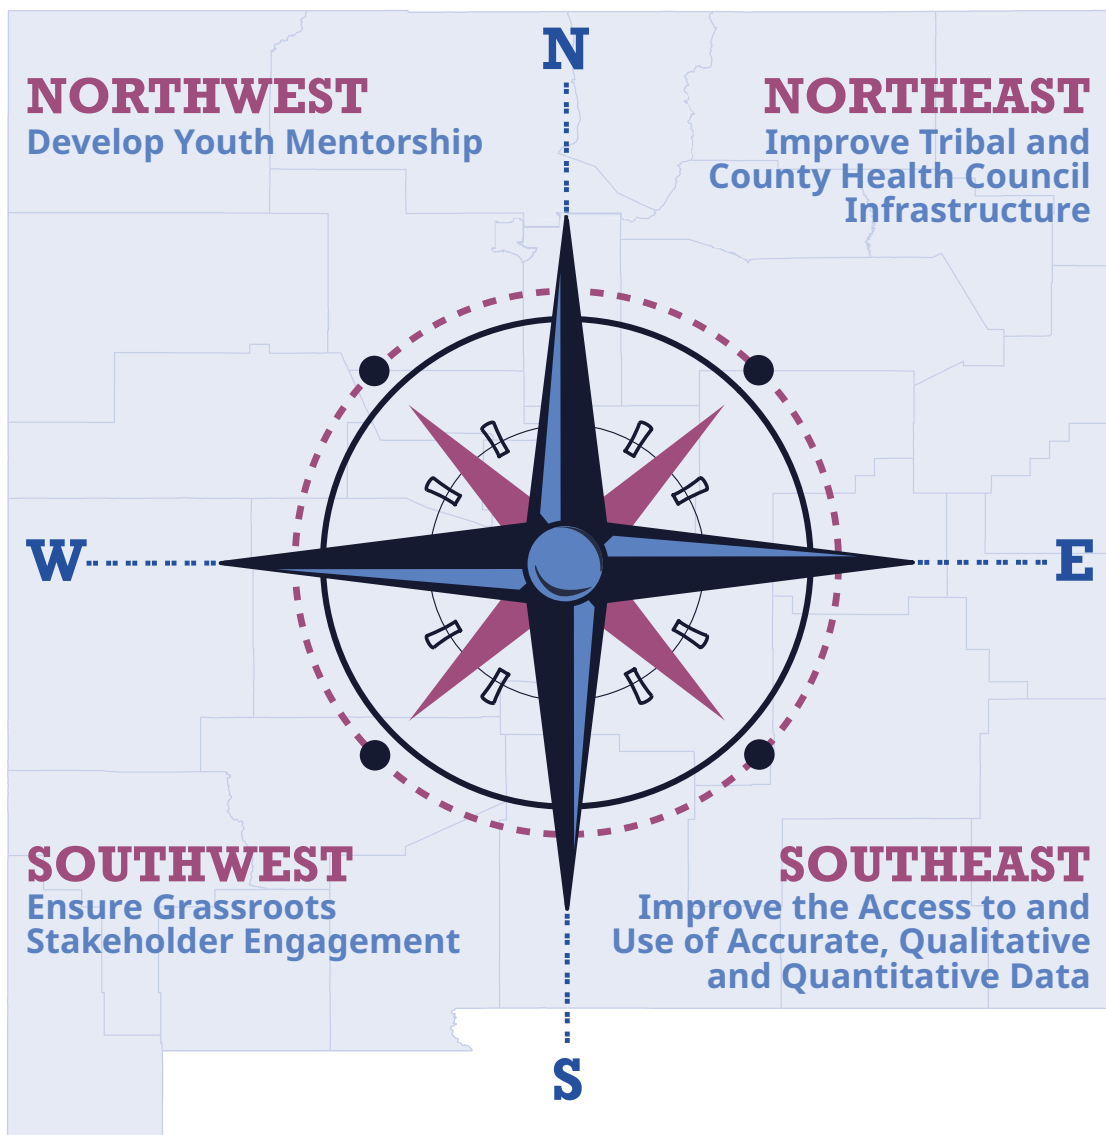 N
NORTHWEST
Develop Youth Mentorship
NORTHEAST
Improve Tribal and
County Health Council
Infrastructure
W
E
SOUTHWEST
Ensure Grassroots
Stakeholder Engagement
SOUTHEAST
Improve the Access to and
Use of Accurate, Qualitative
and Quantitative Data
S